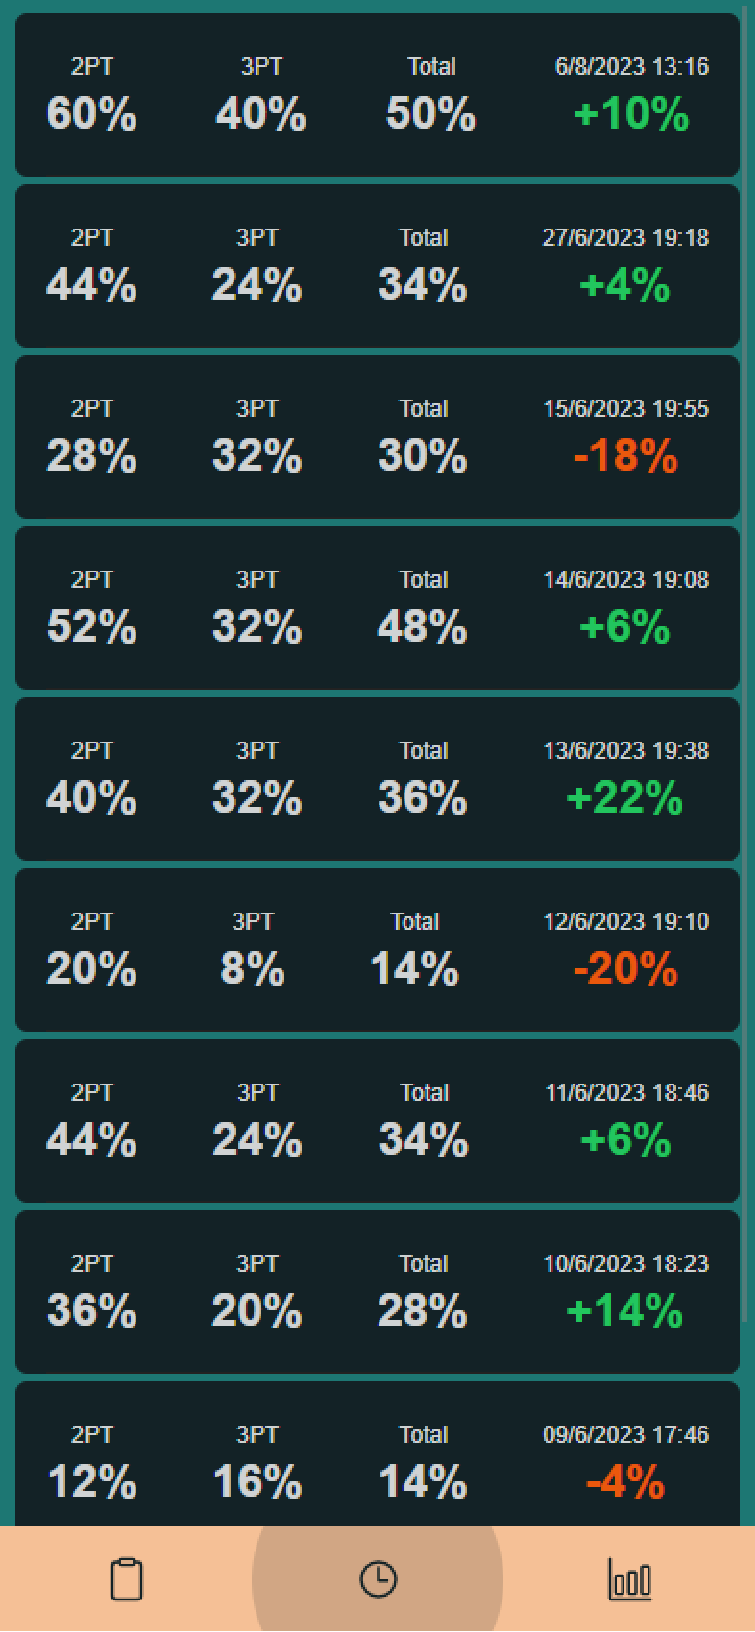 2PT 3PT Total 6/8/2023 13:16
60% 40% 50% +10%
2PT 3PT Total 27/6/2023 19:18
44% 24% 34% +4%
2PT 3PT Total 15/6/2023 19:55
28% 32% 30% -18%
2PT 3PT Total 14/6/2023 19:08
52% 32% 48% +6%
2PT 3PT Total 13/6/2023 19:38
40% 32% 36% +22%
2PT 3PT Total 12/6/2023 19:10
20% 8% 14% -20%
2PT 3PT Total 11/6/2023 18:46
44% 24% 34% +6%
2PT 3PT Total 10/6/2023 18:23
36% 20% 28% +14%
2PT 3PT Total 09/6/2023 17:46
12% 16% 14% -4%